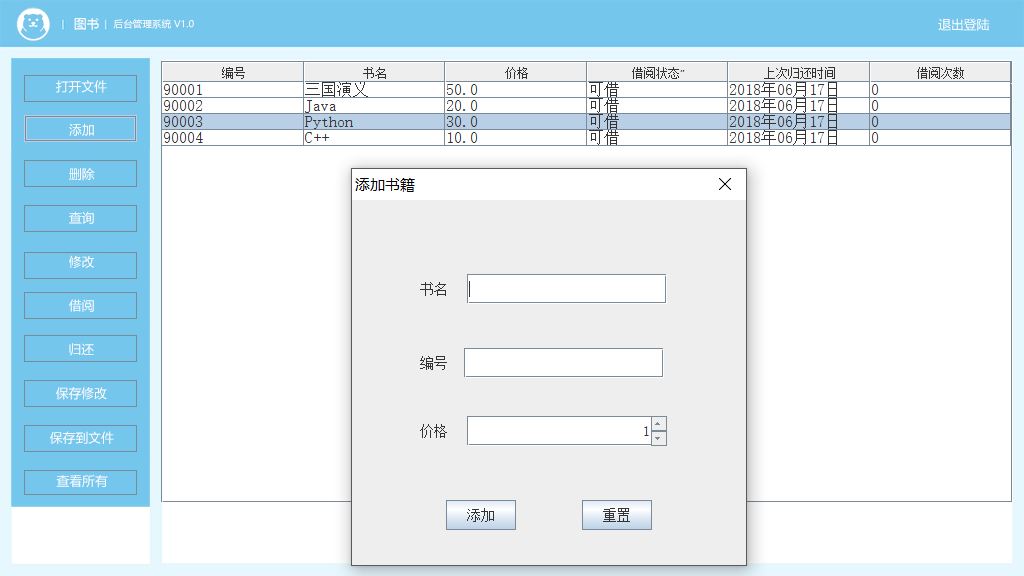 | 图书 | 后台管理系统 V1.0
退出登陆
打开文件
添加
删除
查询
修改
借阅
归还
保存修改
保存到文件
查看所有
编号 书名 价格 借阅状态" 上次归还时间 借阅次数
90001 三国演义 50.0 可借 2018年06月17日 0
90002 Java 20.0 可借 2018年06月17日 0
90003 Python 30.0 可借 2018年06月17日 0
90004 C++ 10.0 可借 2018年06月17日 0
添加书籍
书名
编号
价格 1
添加 重置